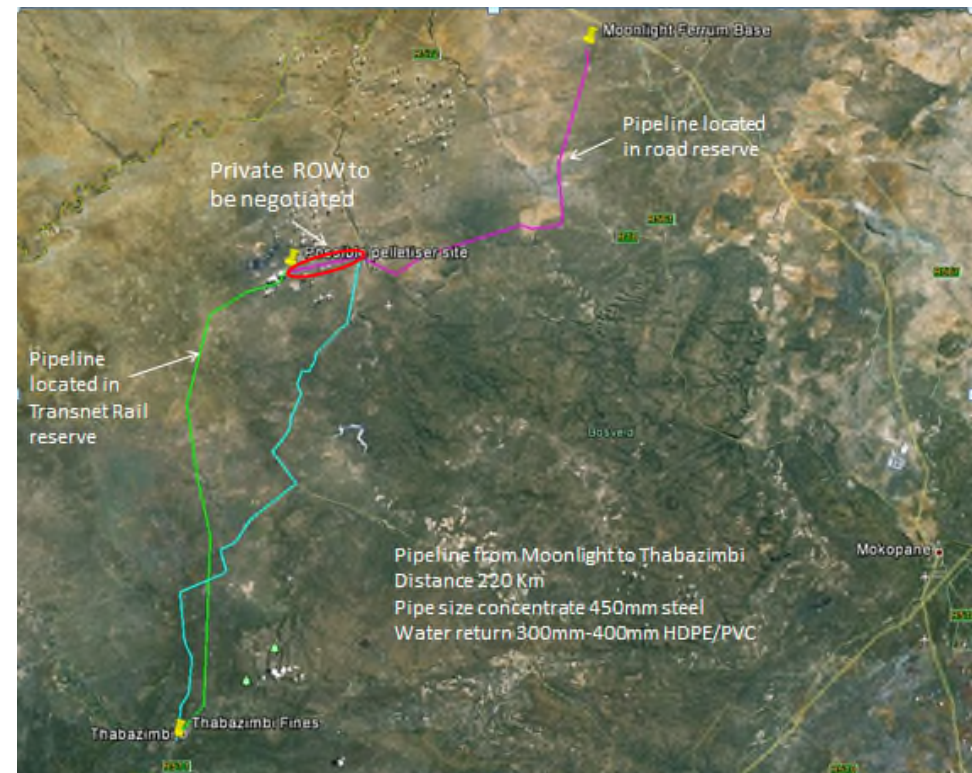 Moonlight Ferrum Base
R572
Pipeline located
in road reserve
Private ROW to
be negotiated
Possible pelletiser site
Pipeline
located in
Transnet Rail
reserve
Bosveld
Pipeline from Moonlight to Thabazimbi
Distance 220 Km
Pipe size concentrate 450mm steel
Water return 300mm-400mm HDPE/PVC
Mokopane
Thabazimbi
Thabazimbi Fines